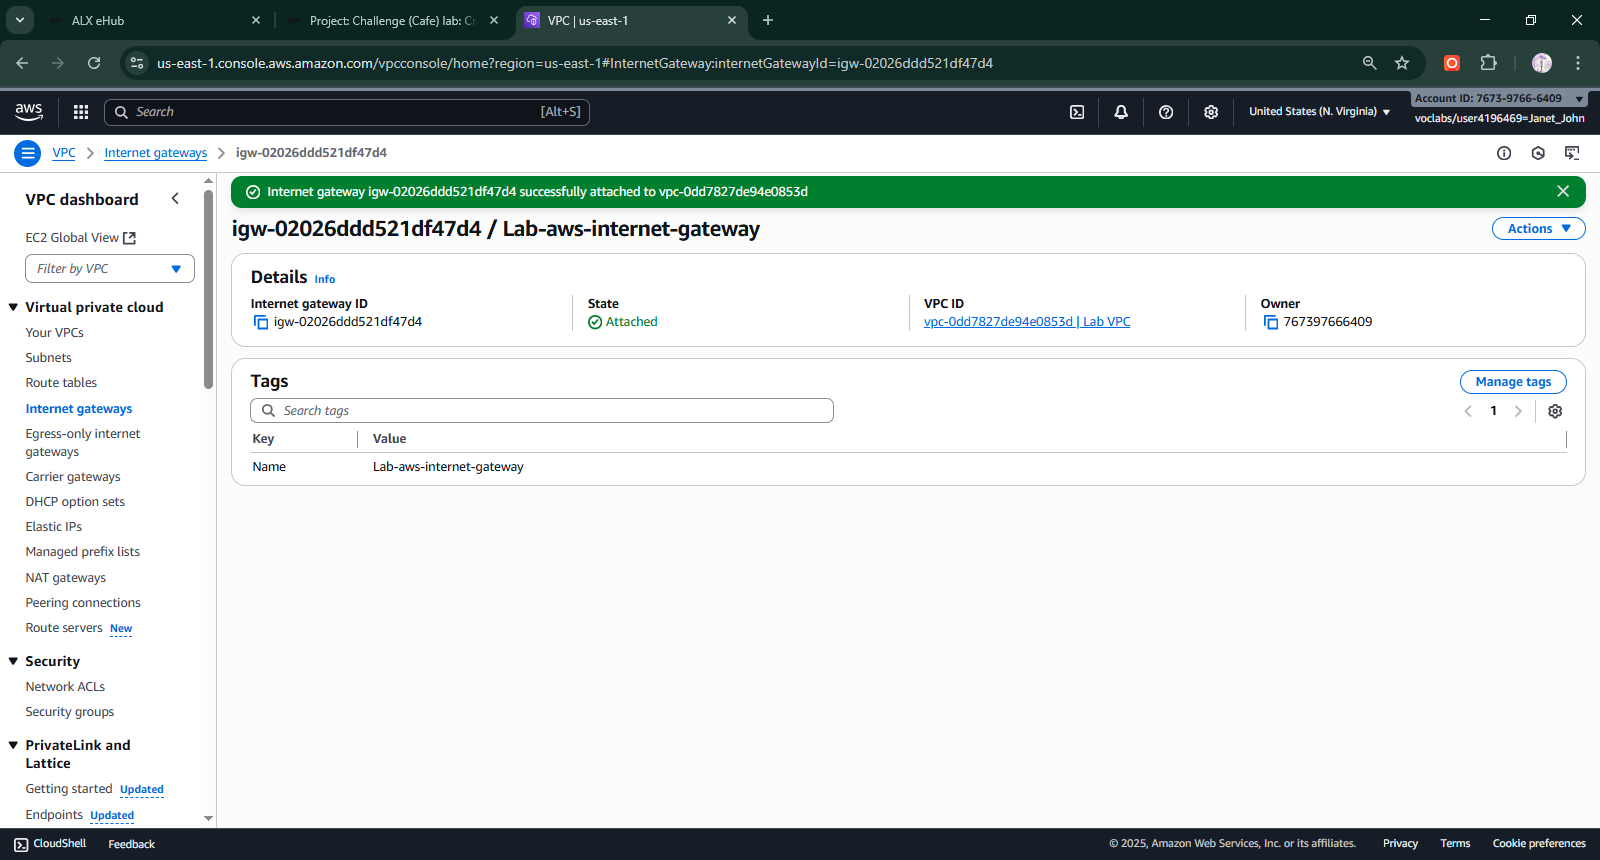 ALX eHub
Project: Challenge (Cafe) lab: Cr
VPC | us-east-1
us-east-1.console.aws.amazon.com/vpcconsole/home?region=us-east-1#InternetGateway:internetGatewayId=igw-02026ddd521df47d4
aws
Search
[Alt+S]
United States (N. Virginia)
Account ID: 7673-9766-6409
voclabs/user4196469=Janet_John
VPC
Internet gateways
igw-02026ddd521df47d4
VPC dashboard
EC2 Global View
Filter by VPC
Virtual private cloud
Your VPCs
Subnets
Route tables
Internet gateways
Egress-only internet
gateways
Carrier gateways
DHCP option sets
Elastic IPs
Managed prefix lists
NAT gateways
Peering connections
Route servers New
Security
Network ACLs
Security groups
PrivateLink and
Lattice
Getting started Updated
Endpoints Updated
Internet gateway igw-02026ddd521df47d4 successfully attached to vpc-0dd7827de94e0853d
igw-02026ddd521df47d4 / Lab-aws-internet-gateway
Actions
Details Info
Internet gateway ID
igw-02026ddd521df47d4
State
Attached
VPC ID
vpc-0dd7827de94e0853d | Lab VPC
Owner
767397666409
Tags
Manage tags
Search tags
1
Key Value
Name Lab-aws-internet-gateway
CloudShell
Feedback
© 2025, Amazon Web Services, Inc. or its affiliates.
Privacy
Terms
Cookie preferences